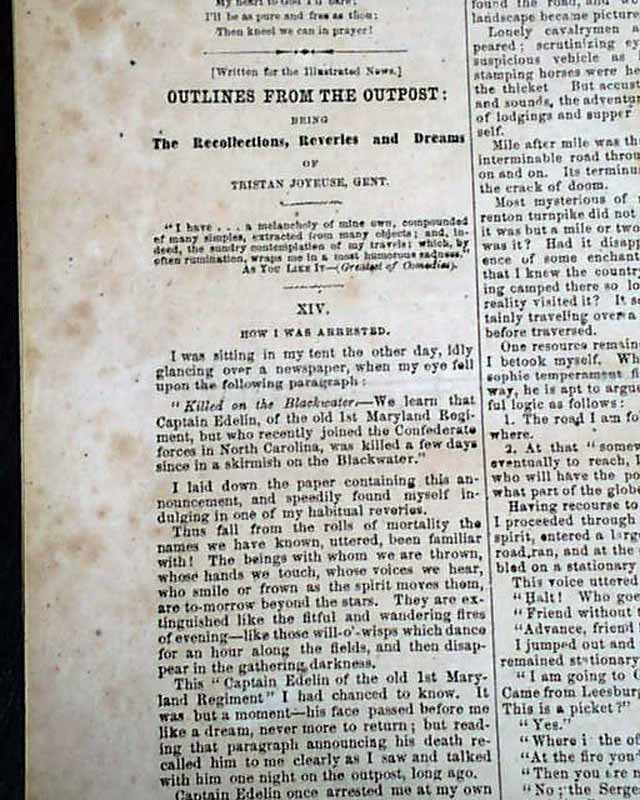 My heart to God I'll bare;
I'll be as pure and free as thou;
Then kneel we can in prayer!
[Written for the Illustrated News.]
OUTLINES FROM THE OUTPOST:
BEING
The Recollections, Reveries and Dreams
OF
TRISTAN JOYEUSE, GENT.
"I have . . . a melancholy of mine own, compounded
of many simples, extracted from many objects; and, in-
deed, the sundry contemplation of my travels; which, by
often rumination, wraps me in a most humorous sadness."
AS YOU LIKE IT—(Greatest of Comedies).
XIV.
HOW I WAS ARRESTED.
I was sitting in my tent the other day, idly
glancing over a newspaper, when my eye fell
upon the following paragraph:
"Killed on the Blackwater.—We learn that
Captain Edelin, of the old 1st Maryland Regi-
ment, but who recently joined the Confederate
forces in North Carolina, was killed a few days
since in a skirmish on the Blackwater."
I laid down the paper containing this an-
nouncement, and speedily found myself in-
dulging in one of my habitual reveries.
Thus fall from the rolls of mortality the
names we have known, uttered, been familiar
with! The beings with whom we are thrown,
whose hands we touch, whose voices we hear,
who smile or frown as the spirit moves them,
are to-morrow beyond the stars. They are ex-
tinguished like the fitful and wandering fires
of evening—like those will-o'-wisps which dance
for an hour along the fields, and then disap-
pear in the gathering darkness.
This "Captain Edelin of the old 1st Mary-
land Regiment" I had chanced to know. It
was but a moment—his face passed before me
like a dream, never more to return; but read-
ing that paragraph announcing his death re-
called him to me clearly as I saw and talked
with him one night on the outpost, long ago.
Captain Edelin once arrested me at my own
found the road, and
landscape became picture
Lonely cavalrymen a
peared; scrutinizing ey
suspicious vehicle as
stamping horses were he
the thicket But accust
and sounds, the adventu
of lodgings and supper
self.
Mile after mile was th
interminable road throu
on and on. Its terminu
the crack of doom.
Most mysterious of
renton turnpike did not
it was but a mile or two
was it? Had it disapp
ence of some enchant
that I knew the country
ing camped there so lo
reality visited it? It s
tainly traveling over a
before traversed.
One resource remain
I betook myself. Wh
sophic temperament fi
way, he is apt to argu
ful logic as follows:
1. The road I am fo
where.
2. At that "somew
eventually to reach, I
who will have the po
what part of the globe
Having recourse to
I proceeded through
spirit, entered a larg
road ran, and at the
bled on a stationary
This voice uttered
"Halt! Who goe
"Friend without t
"Advance, friend
I jumped out and
remained stationary
"I am going to
Came from Leesburg
This is a picket?"
"Yes."
"Where i the of
"At the fire yon
"Then you are n
"No; the Serge